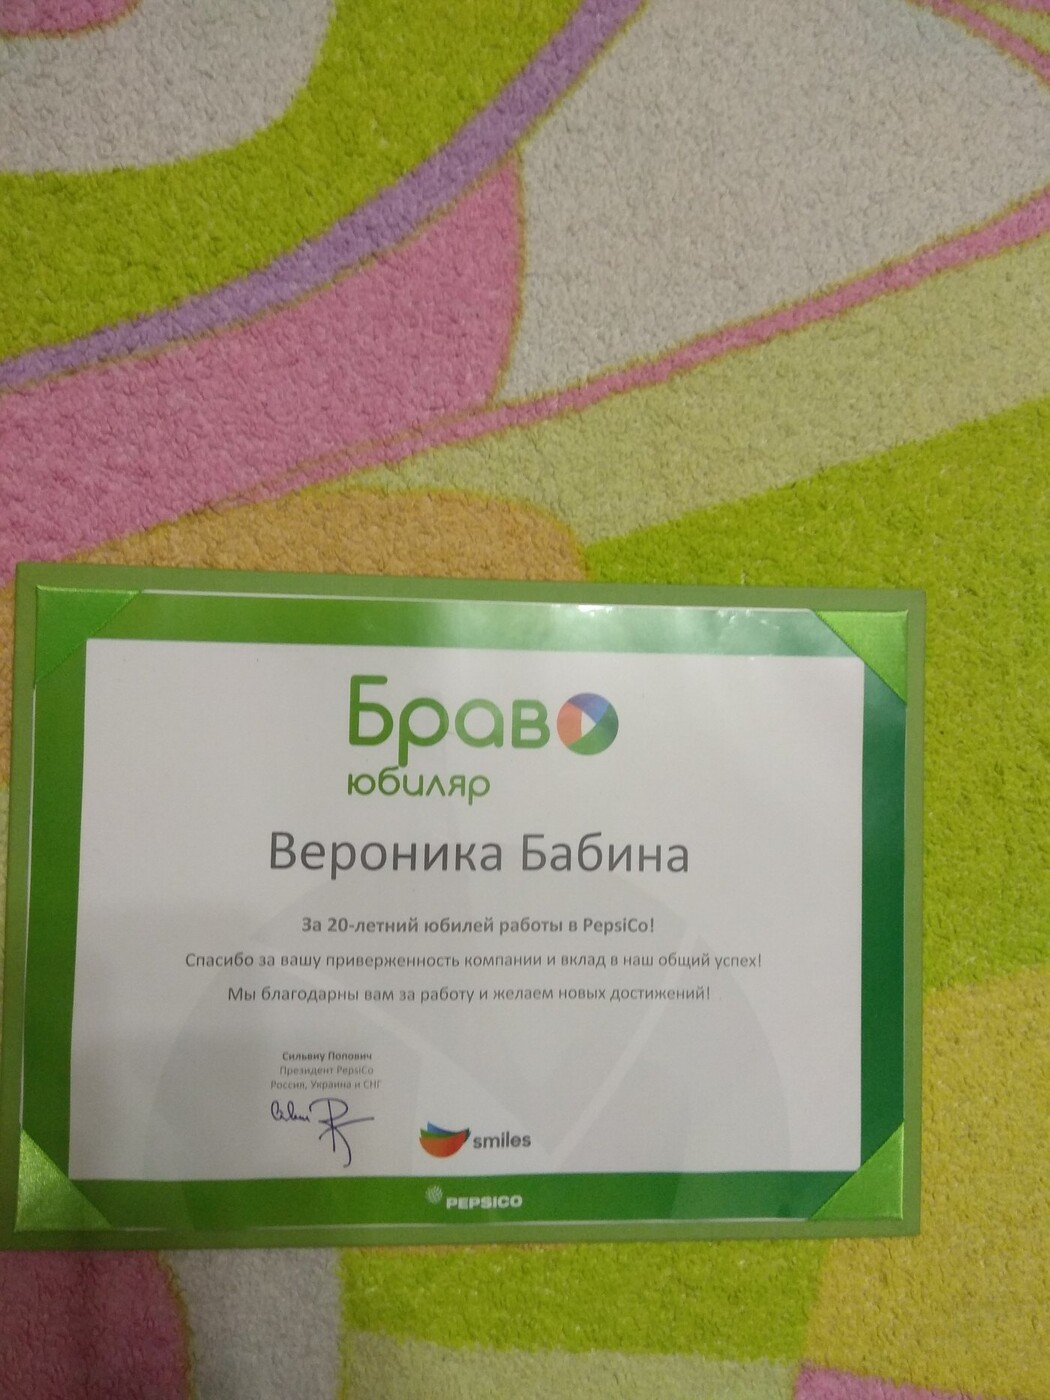 Браво
юбиляр
Вероника Бабина
За 20-летний юбилей работы в PepsiCo!
Спасибо за вашу приверженность компании и вклад в наш общий успех!
Мы благодарны вам за работу и желаем новых достижений!
Сильвиу Попович
Президент PepsiCo
Россия, Украина и СНГ
smiles
PEPSICO